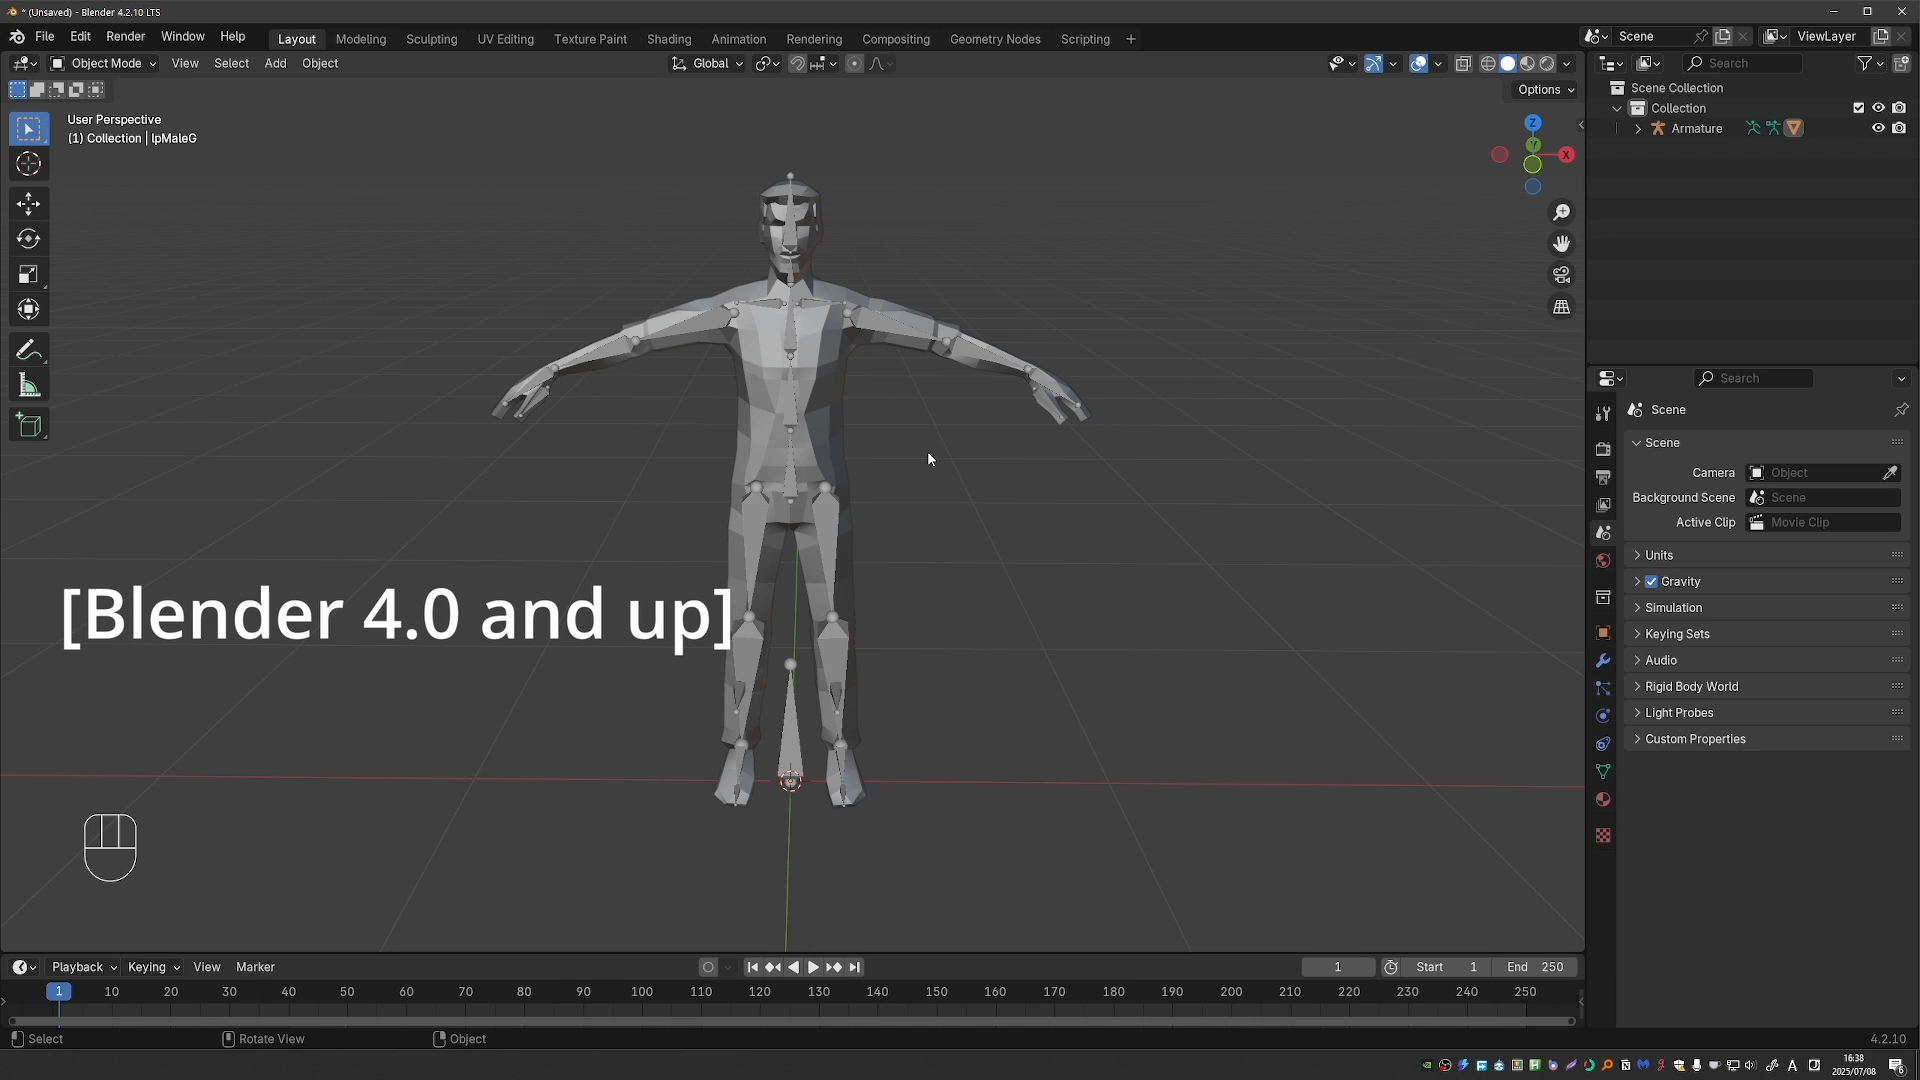 * (Unsaved) - Blender 4.2.10 LTS
File Edit Render Window Help Layout Modeling Sculpting UV Editing Texture Paint Shading Animation Rendering Compositing Geometry Nodes Scripting + Scene ViewLayer
Object Mode View Select Add Object Global Search
Options
User Perspective
(1) Collection | lpMaleG
Z
Y
X
Scene Collection
Collection
Armature
Search
Scene
Scene
Camera Object
Background Scene Scene
Active Clip Movie Clip
Units
Gravity
Simulation
Keying Sets
Audio
Rigid Body World
Light Probes
Custom Properties
[Blender 4.0 and up]
Playback Keying View Marker 1 Start 1 End 250
1 10 20 30 40 50 60 70 80 90 100 110 120 130 140 150 160 170 180 190 200 210 220 230 240 250
Select Rotate View Object 4.2.10
A 16:38
2025/07/08 6